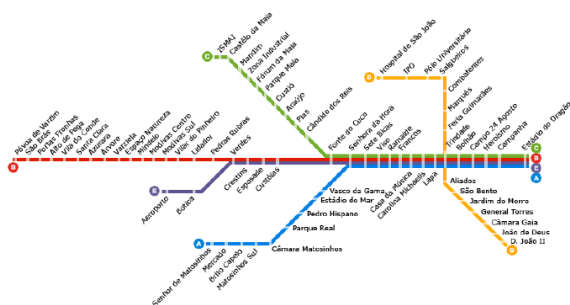 C
ISMAI
Castêlo da Maia
Mandim
Zona Industrial
Fórum da Maia
Parque Maia
Custió
Araújo
Pias
Cândido dos Reis
Fonte do Cuco
Senhora da Hora
Sete Bicas
Viso
Ramalde
Francos
D
Hospital de São João
IPO
Pólo Universitário
Salgueiros
Combatentes
Marquês
Faria Guimarães
Trindade
Bolhão
Campo 24 Agosto
Heroísmo
Campanha
Estádio do Dragão
Póvoa de Varzim
São Brás
Portas Fronhas
Alto de Pega
Vila do Conde
Santa Clara
Azurara
Árvore
Varziela
Espaço Natureza
Mindelo
Modivas Centro
Modivas Sul
Vilar do Pinheiro
Lidador
Pedras Rubras
Verdes
B
C
B
E
A
E
Aeroporto
Botica
Crestins
Esposade
Custóias
Vasco da Gama
Estádio do Mar
Pedro Hispano
Parque Real
Câmara Matosinhos
A
Senhor de Matosinhos
Mercado
Brito Capelo
Matosinhos Sul
Casa da Música
Carolina Michaelis
Lapa
Aliados
São Bento
Jardim do Morro
General Torres
Câmara Gaia
João de Deus
D. João II
D